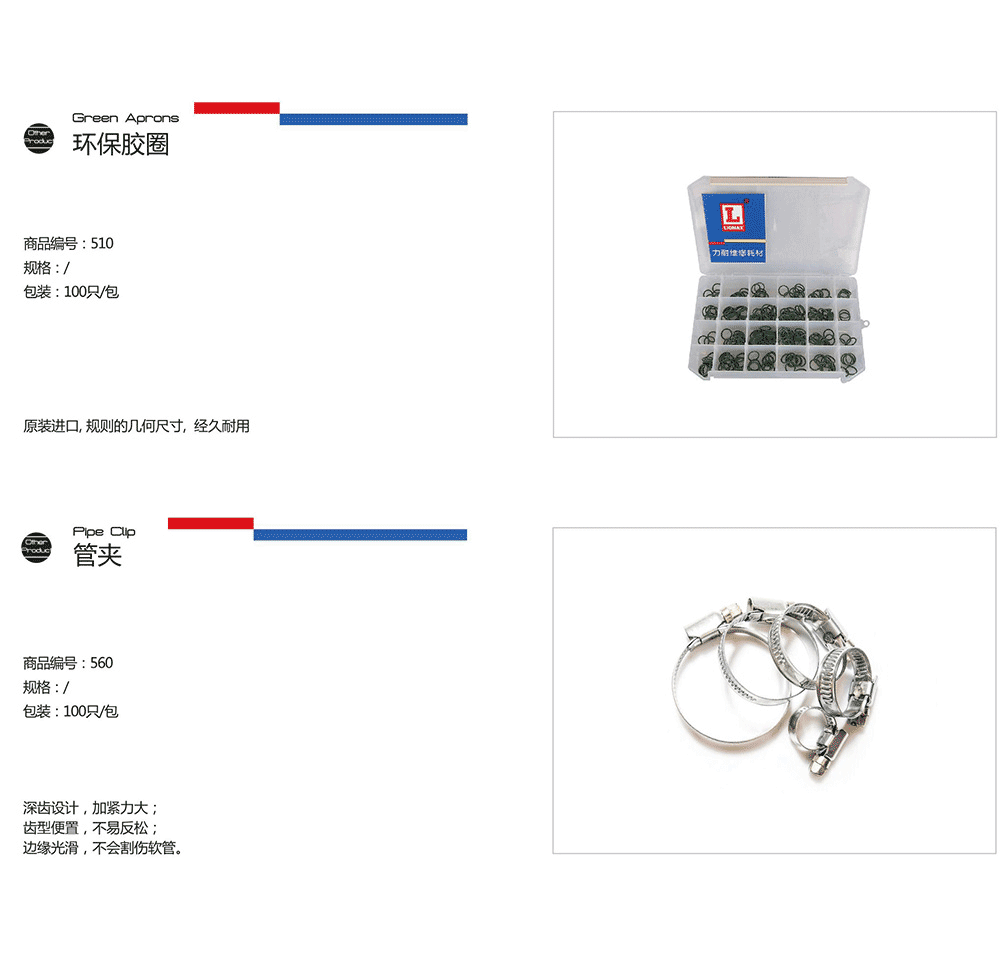 Other
Product
Green Aprons
环保胶圈
商品编号：510
规格：/
包装：100只/包
原装进口, 规则的几何尺寸, 经久耐用
L
力丽维修耗材
Other
Product
Pipe Clip
管夹
商品编号：560
规格：/
包装：100只/包
深齿设计，加紧力大；
齿型便置，不易反松；
边缘光滑，不会割伤软管。